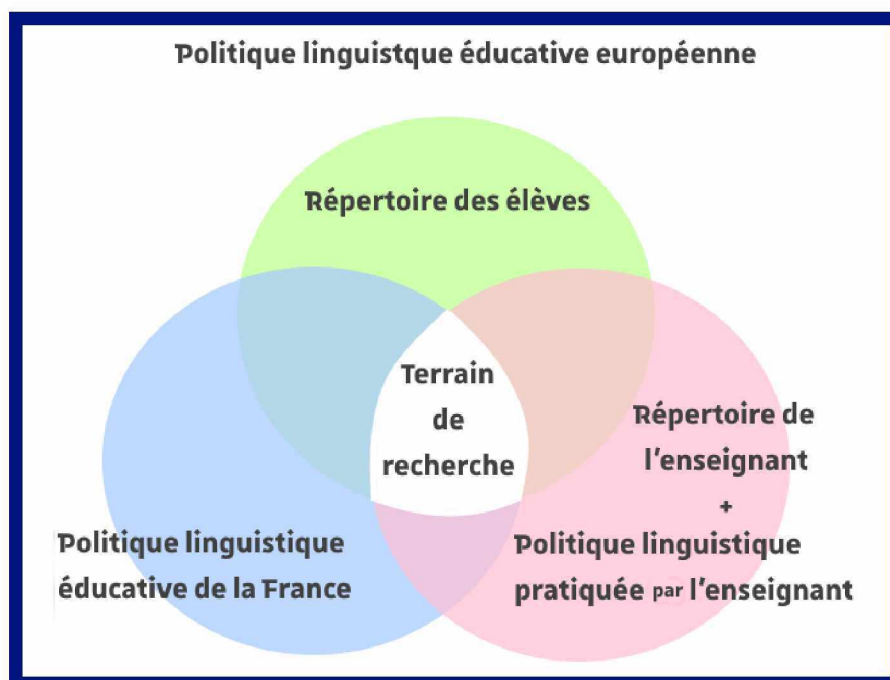 Politique linguistque éducative européenne
Répertoire des élèves
Terrain
de
recherche
Répertoire de
l'enseignant
+
Politique linguistique
pratiquée par l'enseignant
Politique linguistique
éducative de la France